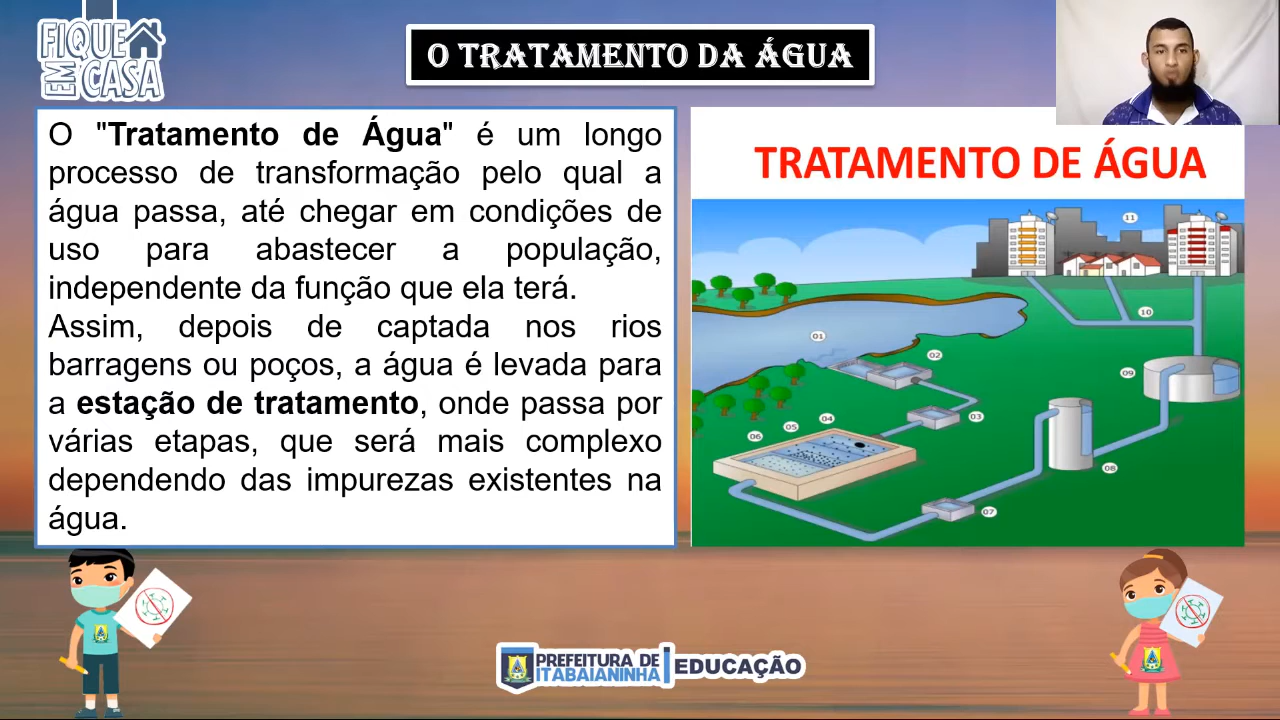 FIQUE
EM
CASA
O TRATAMENTO DA ÁGUA
O "Tratamento de Água" é um longo
processo de transformação pelo qual a
água passa, até chegar em condições de
uso para abastecer a população,
independente da função que ela terá.
Assim, depois de captada nos rios
barragens ou poços, a água é levada para
a estação de tratamento, onde passa por
várias etapas, que será mais complexo
dependendo das impurezas existentes na
água.
TRATAMENTO DE ÁGUA
11
10
01
02
09
03
04
05
06
08
07
PREFEITURA DE
ITABAIANINHA
EDUCAÇÃO